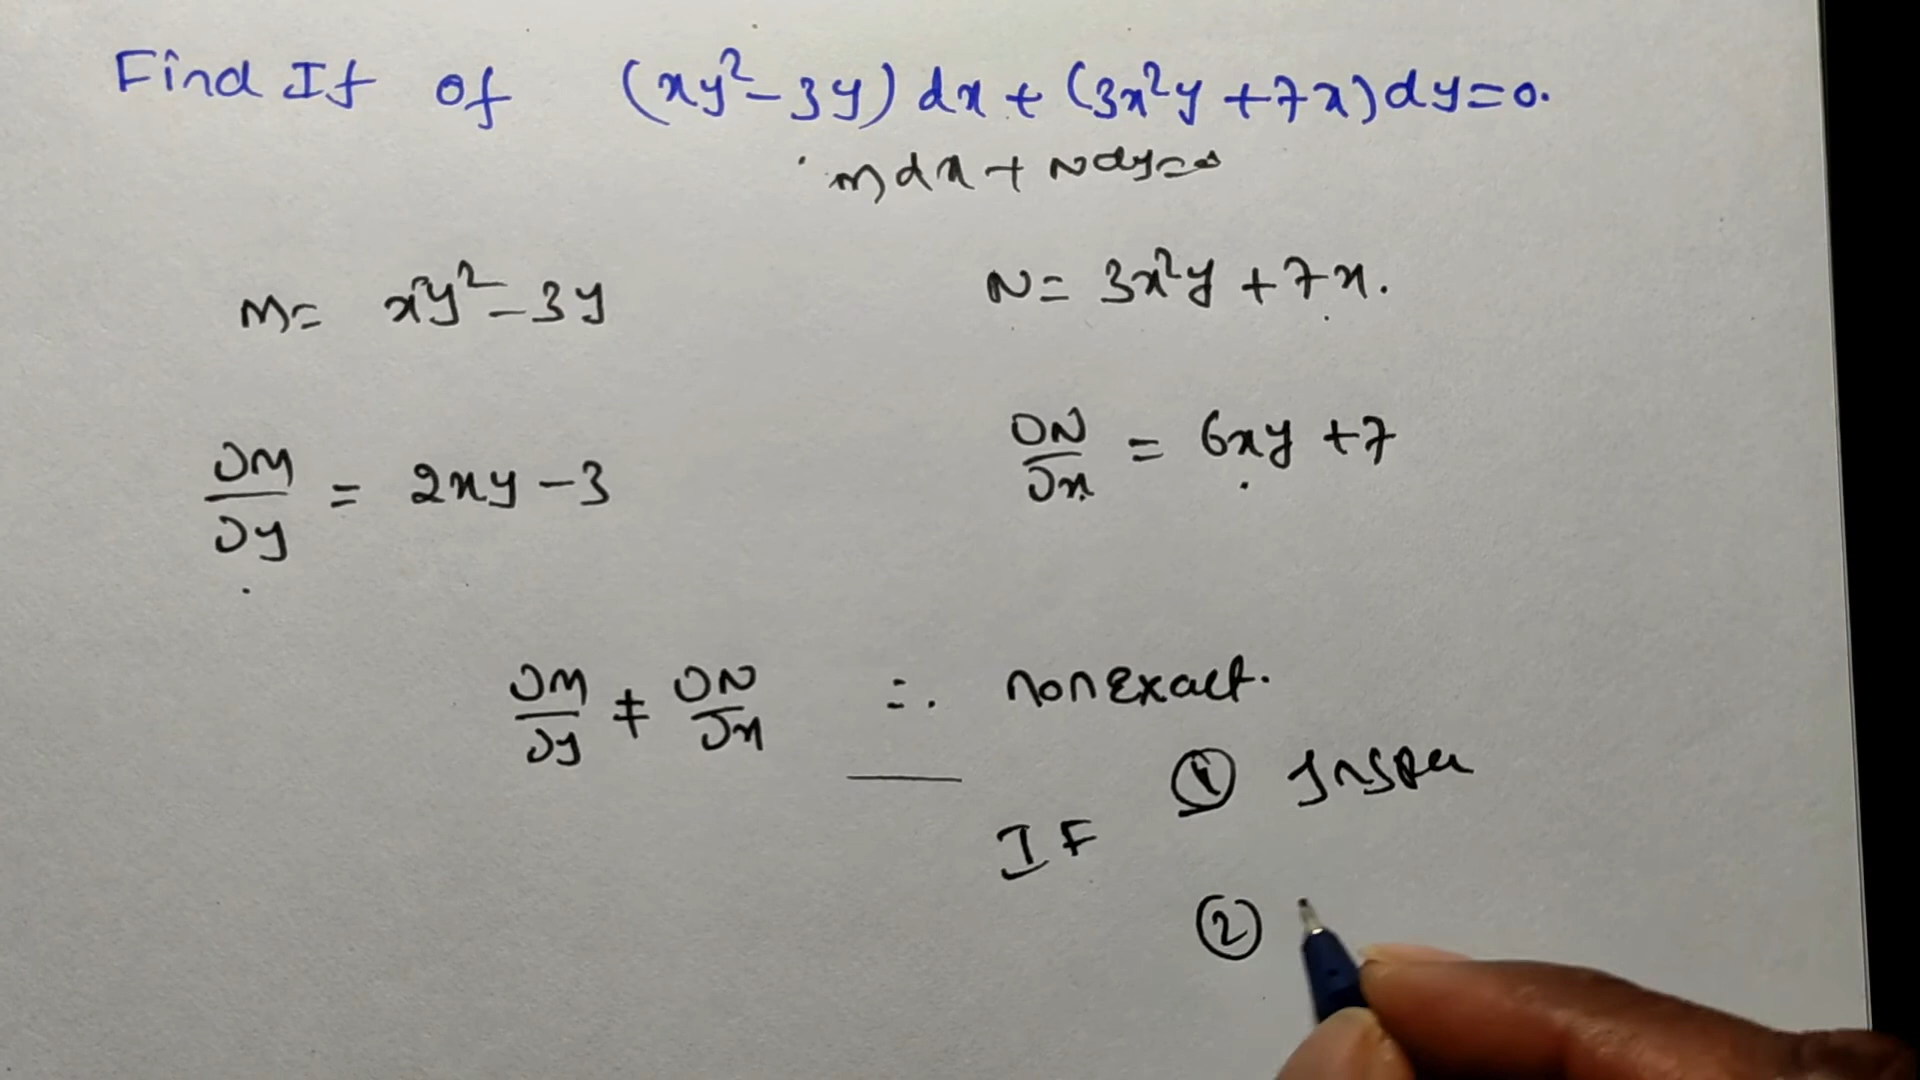 Find If of (xy²-3y)dx+(3x²y+7x)dy=0.
mdx+Ndy=0
M= xy²-3y N= 3x²y+7x.
∂M/∂y = 2xy-3 ∂N/∂x = 6xy+7
∂M/∂y ≠ ∂N/∂x ∴ nonexact.
IF ① Inspe
②